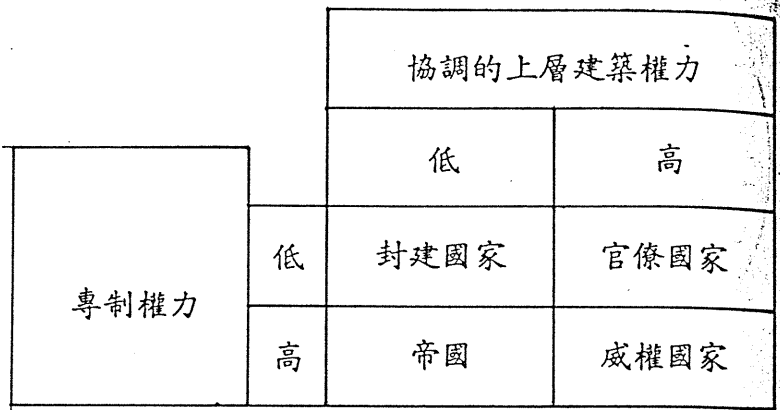 協調的上層建築權力
低 高
低 封建國家 官僚國家
專制權力
高 帝國 威權國家